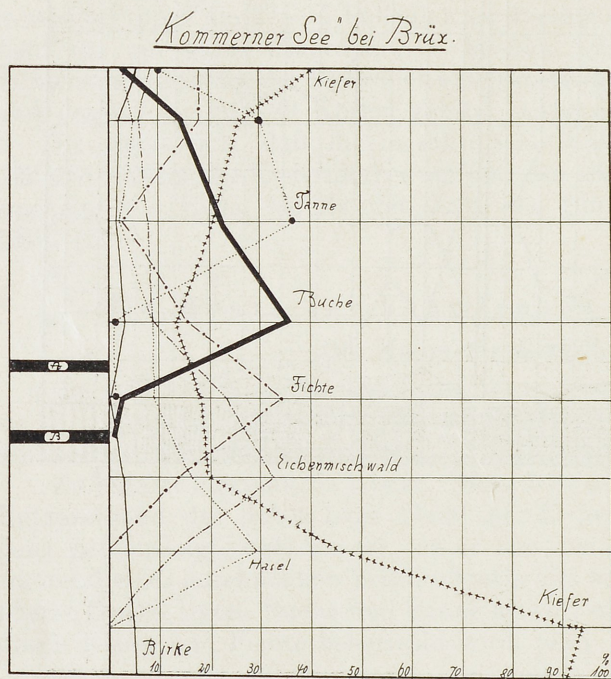 Kommerner See" bei Brüx.
Kiefer
Tanne
Buche
A
Fichte
B
Eichenmischwald
Hasel
Kiefer
Birke
10 20 30 40 50 60 70 80 90 100
%